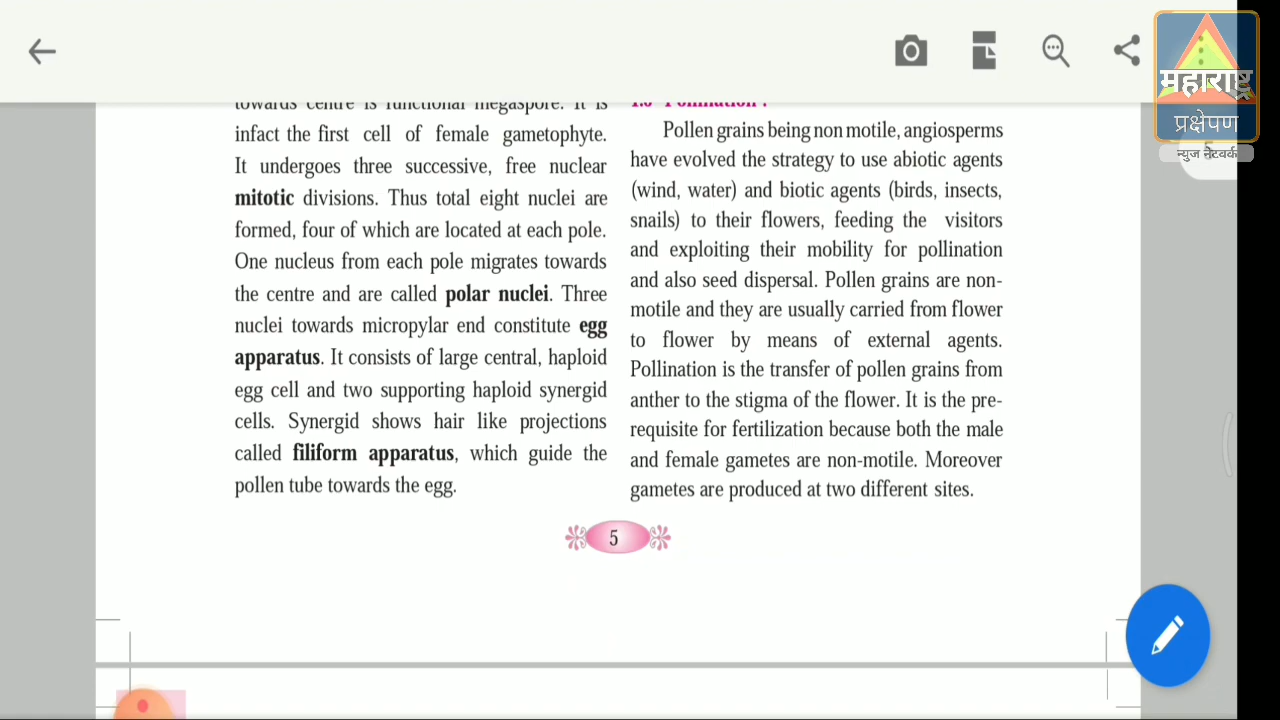 towards centre is functional megaspore. It is
infact the first cell of female gametophyte.
It undergoes three successive, free nuclear
mitotic divisions. Thus total eight nuclei are
formed, four of which are located at each pole.
One nucleus from each pole migrates towards
the centre and are called polar nuclei. Three
nuclei towards micropylar end constitute egg
apparatus. It consists of large central, haploid
egg cell and two supporting haploid synergid
cells. Synergid shows hair like projections
called filiform apparatus, which guide the
pollen tube towards the egg.
Pollination :
Pollen grains being non motile, angiosperms
have evolved the strategy to use abiotic agents
(wind, water) and biotic agents (birds, insects,
snails) to their flowers, feeding the visitors
and exploiting their mobility for pollination
and also seed dispersal. Pollen grains are non-
motile and they are usually carried from flower
to flower by means of external agents.
Pollination is the transfer of pollen grains from
anther to the stigma of the flower. It is the pre-
requisite for fertilization because both the male
and female gametes are non-motile. Moreover
gametes are produced at two different sites.
5
महाराष्ट्र
प्रक्षेपण
न्युज नेटवर्क